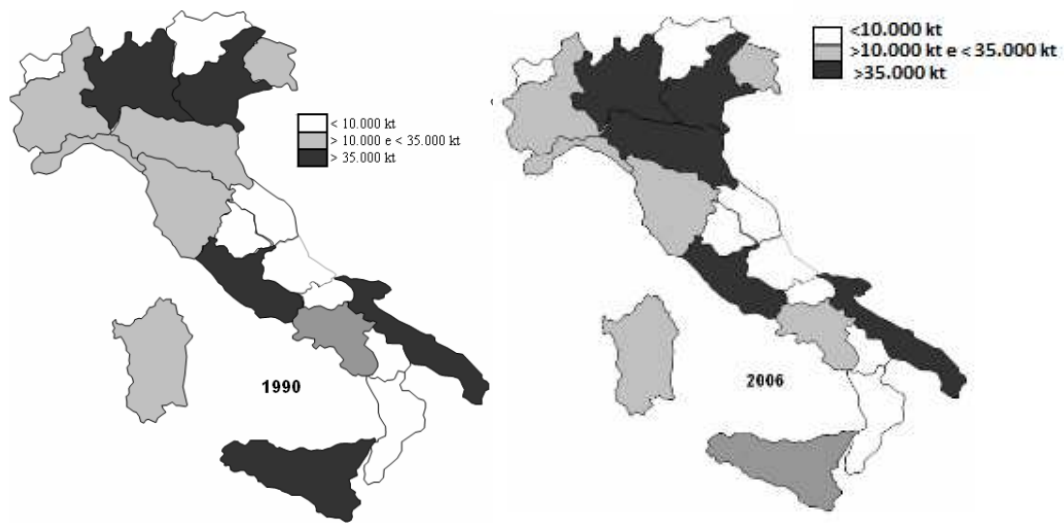 < 10.000 kt
> 10.000 e < 35.000 kt
> 35.000 kt
1990
<10.000 kt
>10.000 kt e < 35.000 kt
>35.000 kt
2006